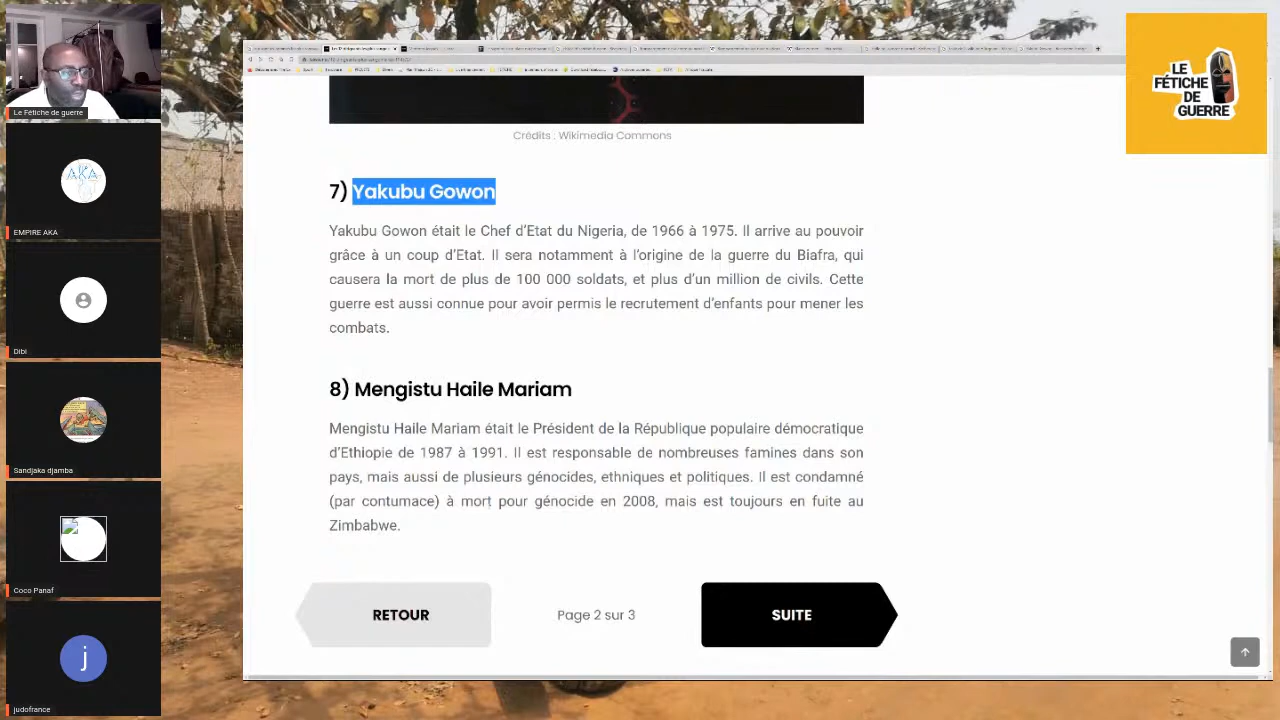 Le Fétiche de guerre
AKA
EMPIRE AKA
Dibi
Sandjaka djamba
Coco Panaf
j
judofrance
Crédits : Wikimedia Commons
7) Yakubu Gowon
Yakubu Gowon était le Chef d’Etat du Nigeria, de 1966 à 1975. Il arrive au pouvoir
grâce à un coup d’Etat. Il sera notamment à l’origine de la guerre du Biafra, qui
causera la mort de plus de 100 000 soldats, et plus d’un million de civils. Cette
guerre est aussi connue pour avoir permis le recrutement d’enfants pour mener les
combats.
8) Mengistu Haile Mariam
Mengistu Haile Mariam était le Président de la République populaire démocratique
d’Ethiopie de 1987 à 1991. Il est responsable de nombreuses famines dans son
pays, mais aussi de plusieurs génocides, ethniques et politiques. Il est condamné
(par contumace) à mort pour génocide en 2008, mais est toujours en fuite au
Zimbabwe.
RETOUR
Page 2 sur 3
SUITE
LE
FÉTICHE
DE
GUERRE